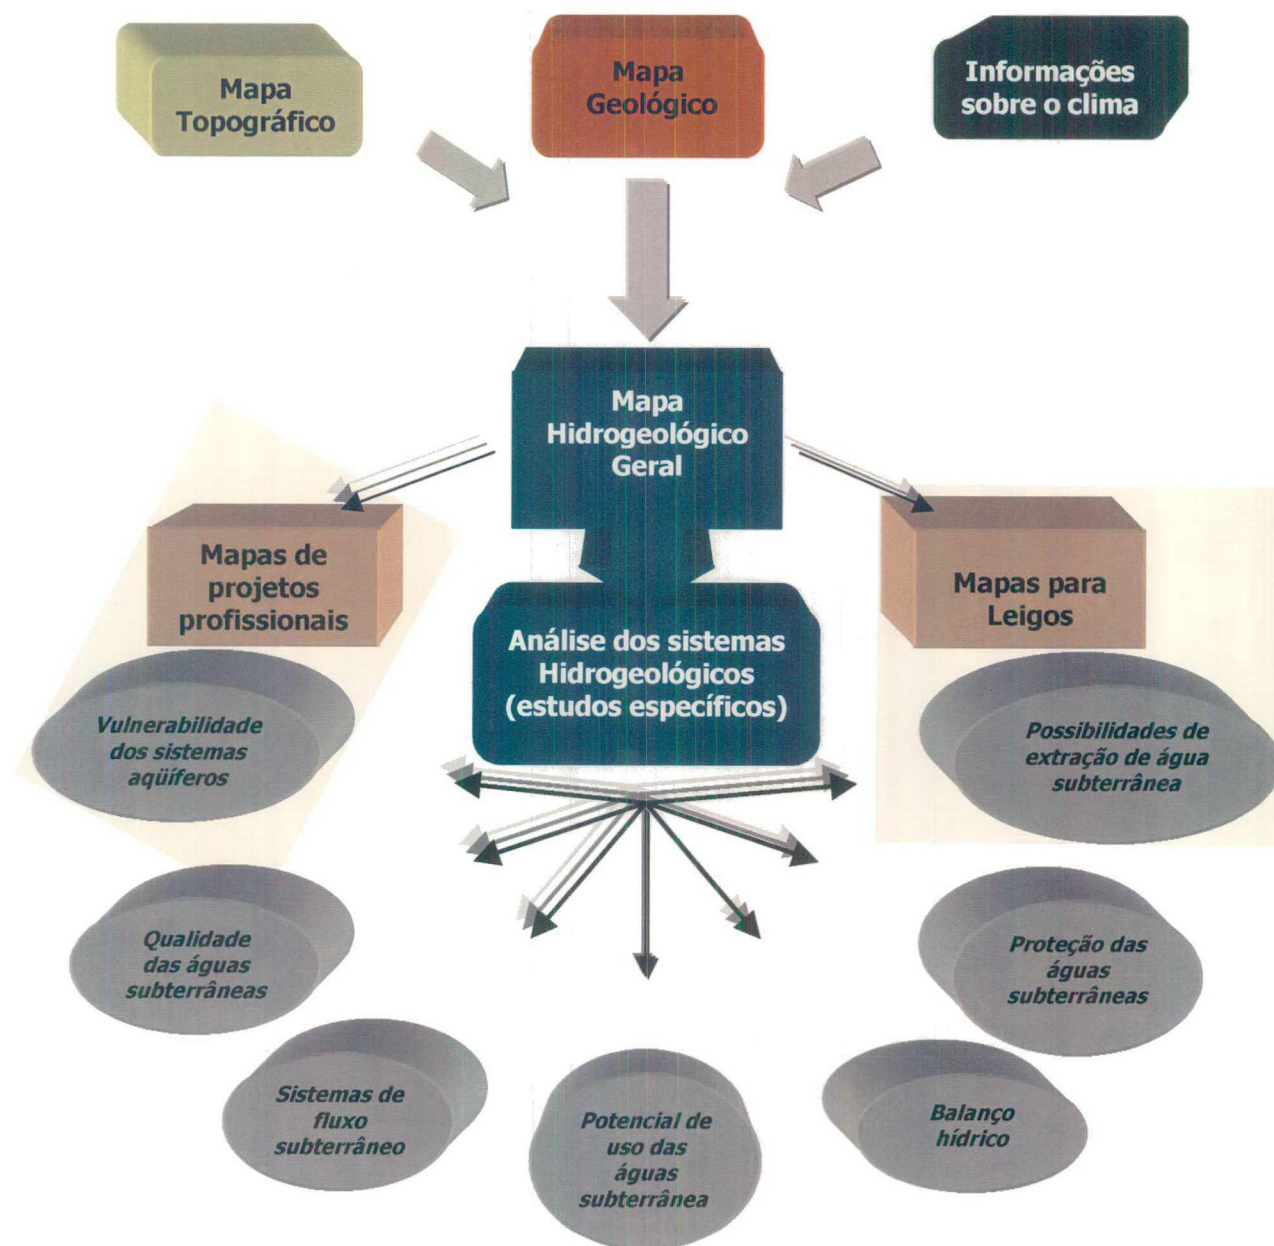 Mapa
Topográfico
Mapa
Geológico
Informações
sobre o clima
Mapa
Hidrogeológico
Geral
Mapas de
projetos
profissionais
Mapas para
Leigos
Análise dos sistemas
Hidrogeológicos
(estudos específicos)
Vulnerabilidade
dos sistemas
aqüíferos
Possibilidades de
extração de água
subterrânea
Qualidade
das águas
subterrâneas
Proteção das
águas
subterrâneas
Sistemas de
fluxo
subterrâneo
Potencial de
uso das
águas
subterrânea
Balanço
hídrico